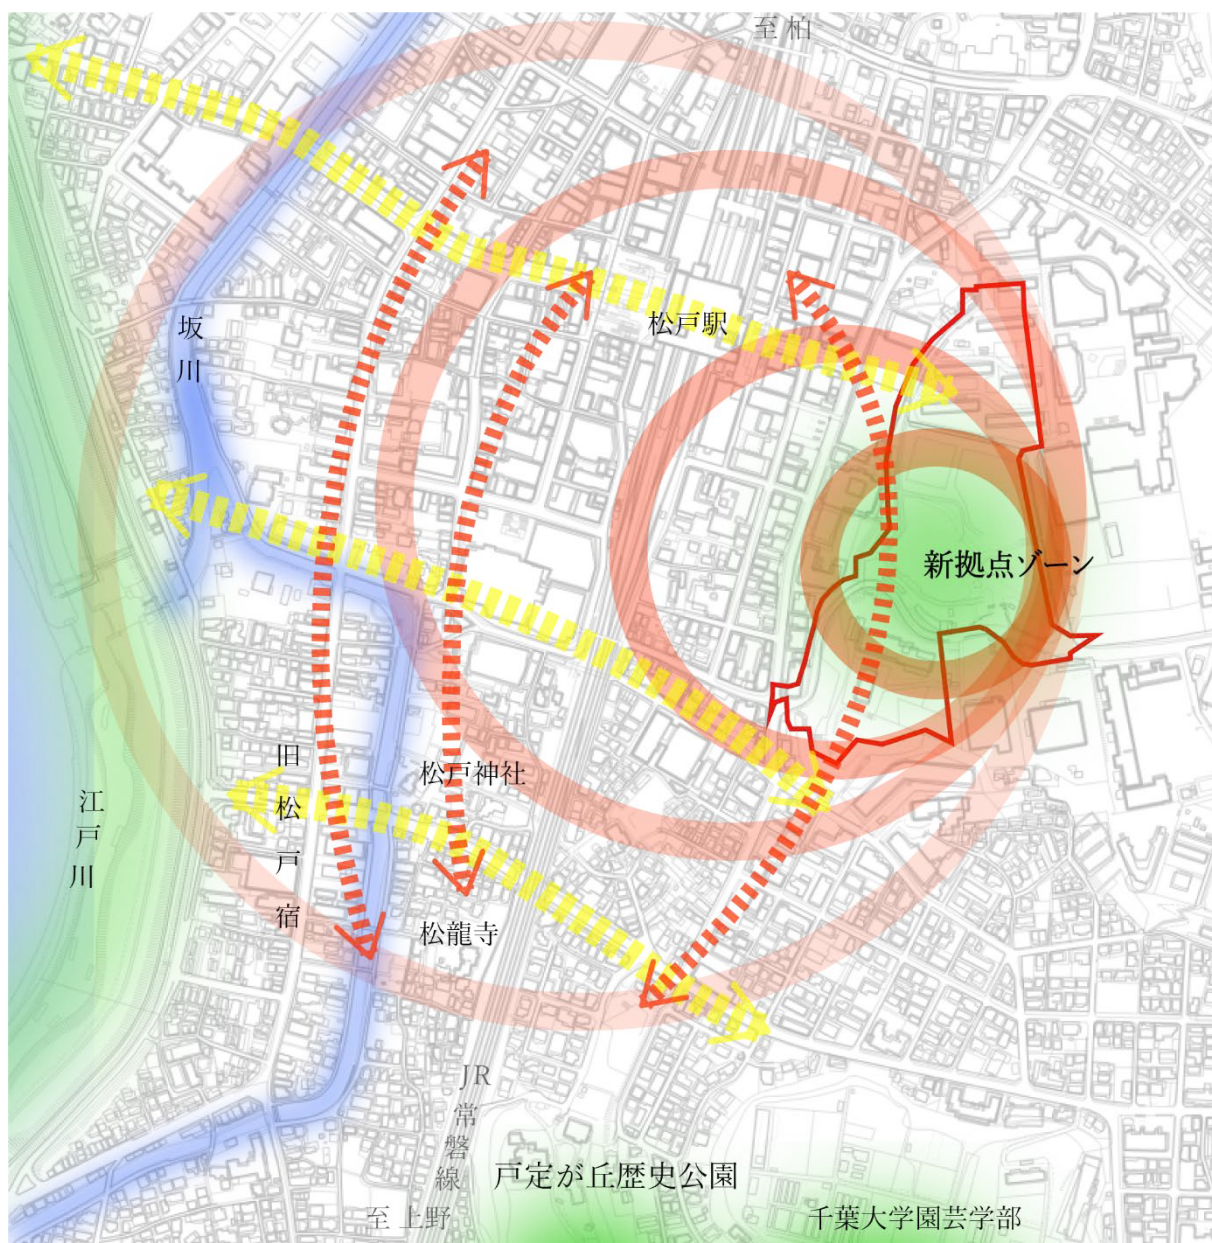 至柏
坂川
松戸駅
新拠点ゾーン
旧松戸宿
松戸神社
江戸川
松龍寺
JR常磐線
戸定が丘歴史公園
至上野
千葉大学園芸学部